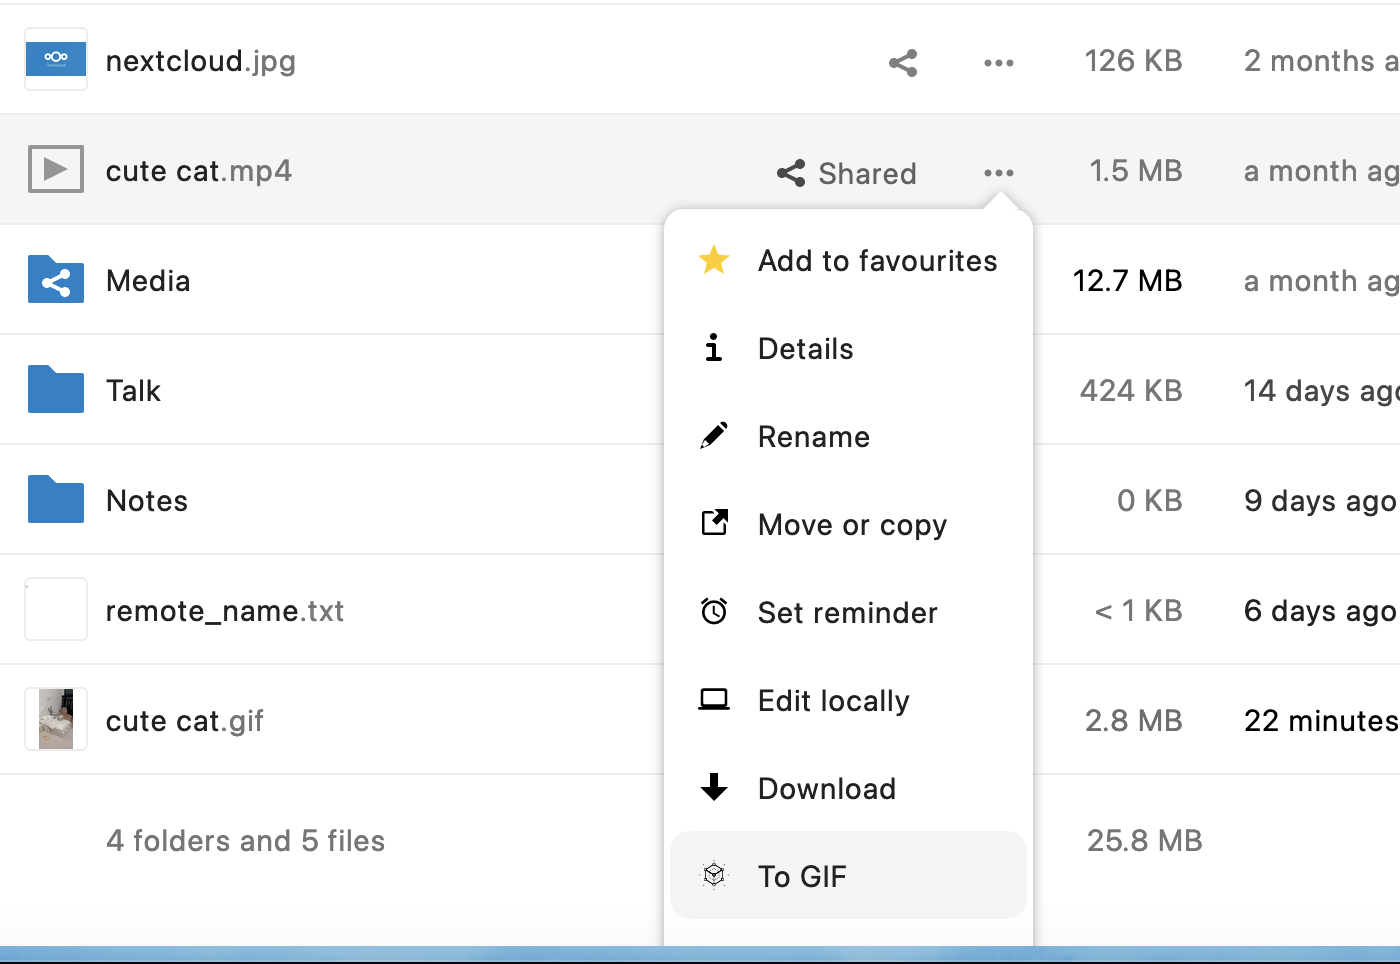 nextcloud.jpg 126 KB 2 months a
cute cat.mp4 Shared 1.5 MB a month ag
Media 12.7 MB a month ag
Talk 424 KB 14 days ago
Notes 0 KB 9 days ago
remote_name.txt < 1 KB 6 days ago
cute cat.gif 2.8 MB 22 minutes
4 folders and 5 files 25.8 MB
Add to favourites
Details
Rename
Move or copy
Set reminder
Edit locally
Download
To GIF